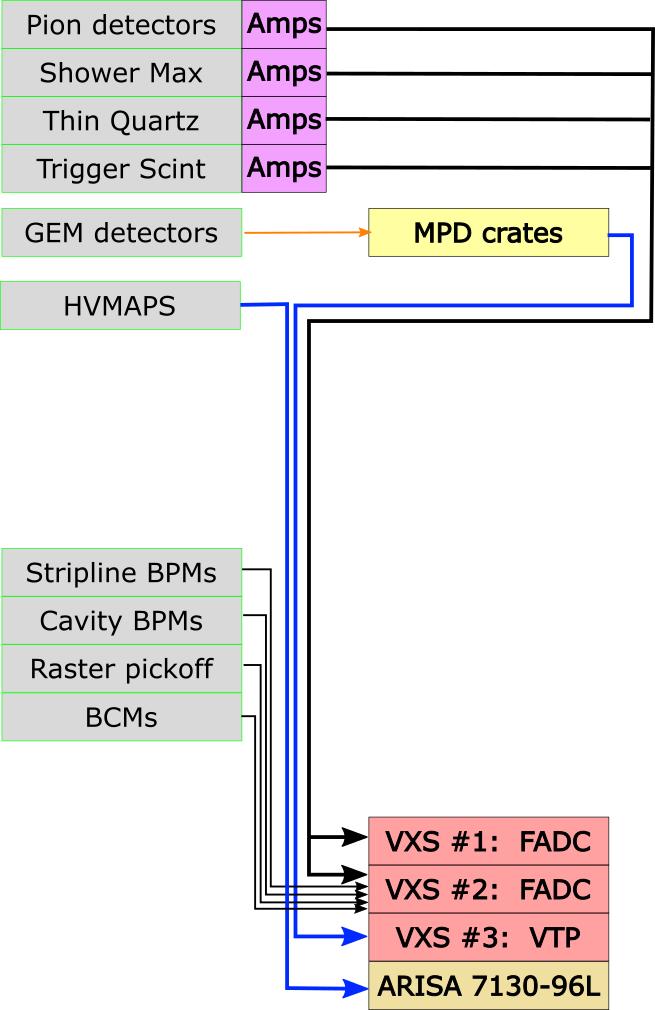 Pion detectors Amps
Shower Max Amps
Thin Quartz Amps
Trigger Scint Amps
GEM detectors MPD crates
HVMAPS
Stripline BPMs
Cavity BPMs
Raster pickoff
BCMs
VXS #1: FADC
VXS #2: FADC
VXS #3: VTP
ARISA 7130-96L